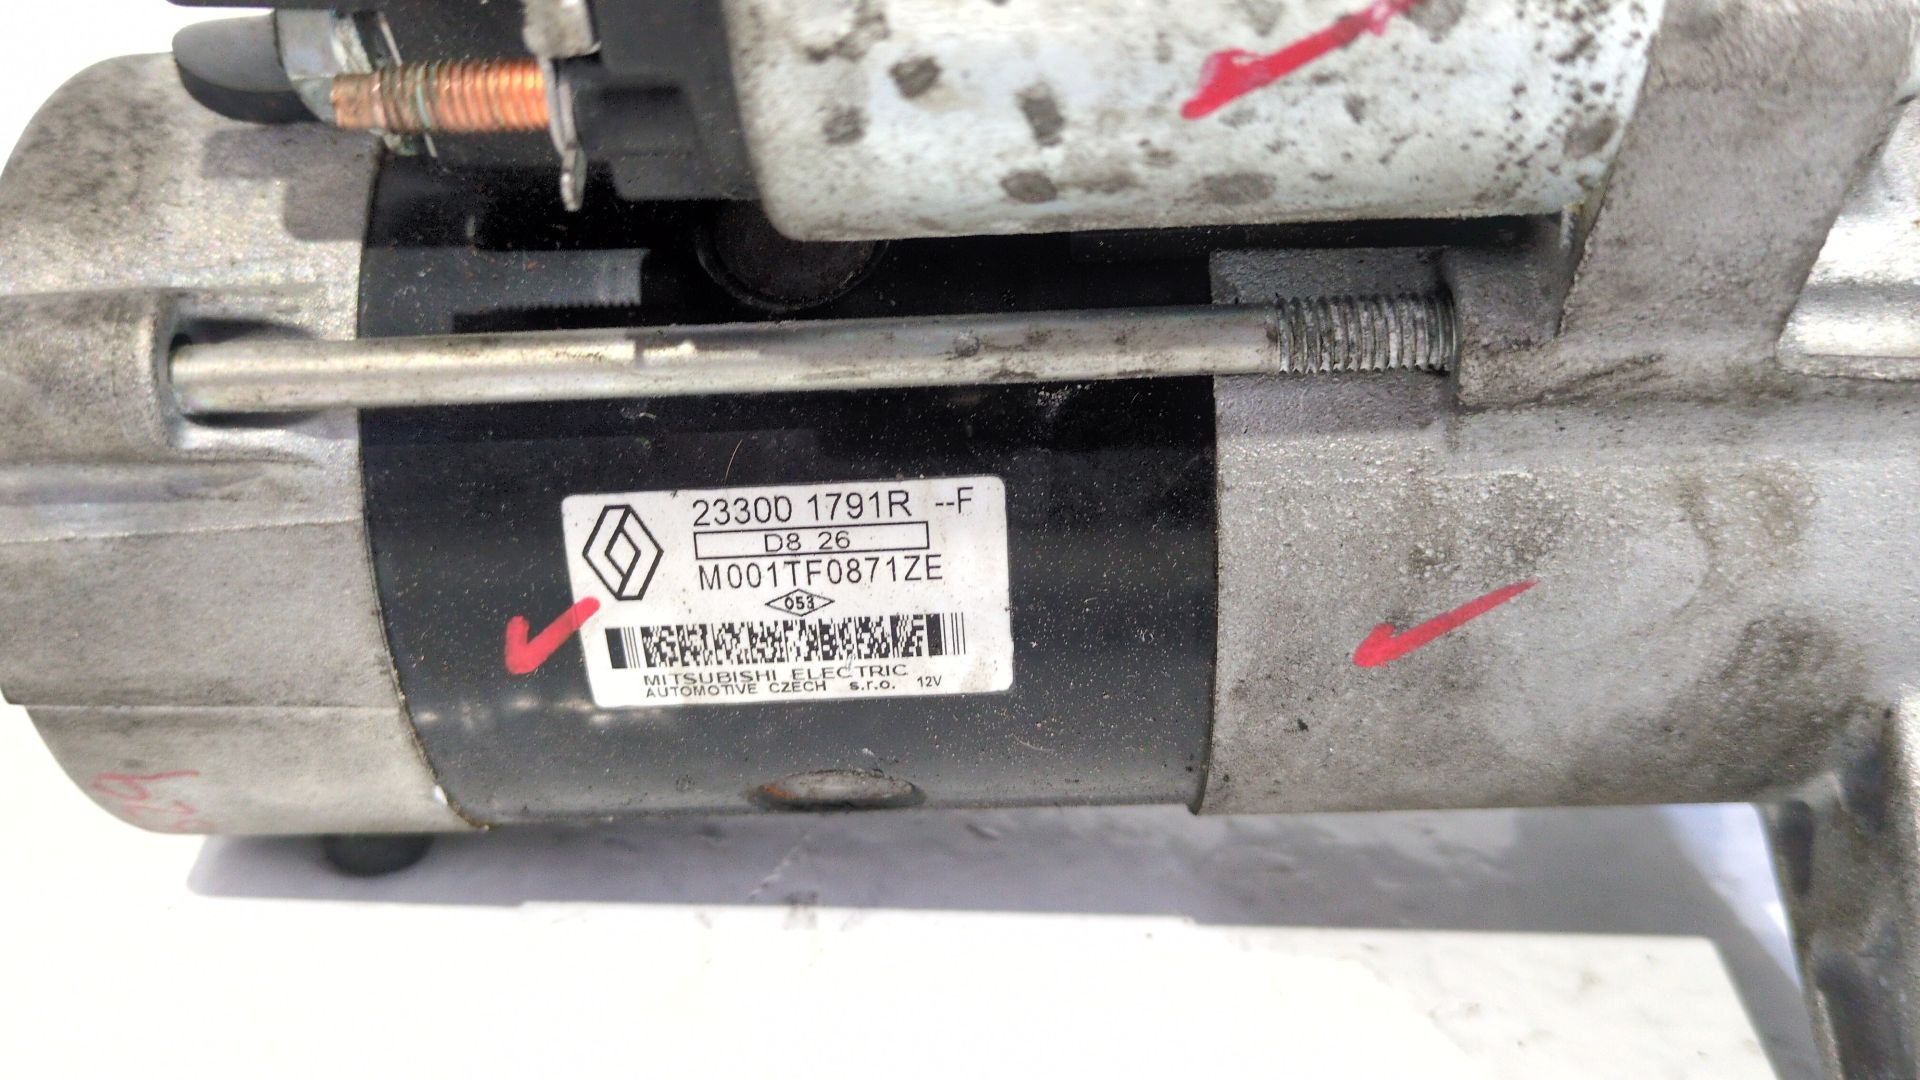 23300 1791R --F
D8 26
M001TF0871ZE
053
MITSUBISHI ELECTRIC
AUTOMOTIVE CZECH s.r.o. 12V